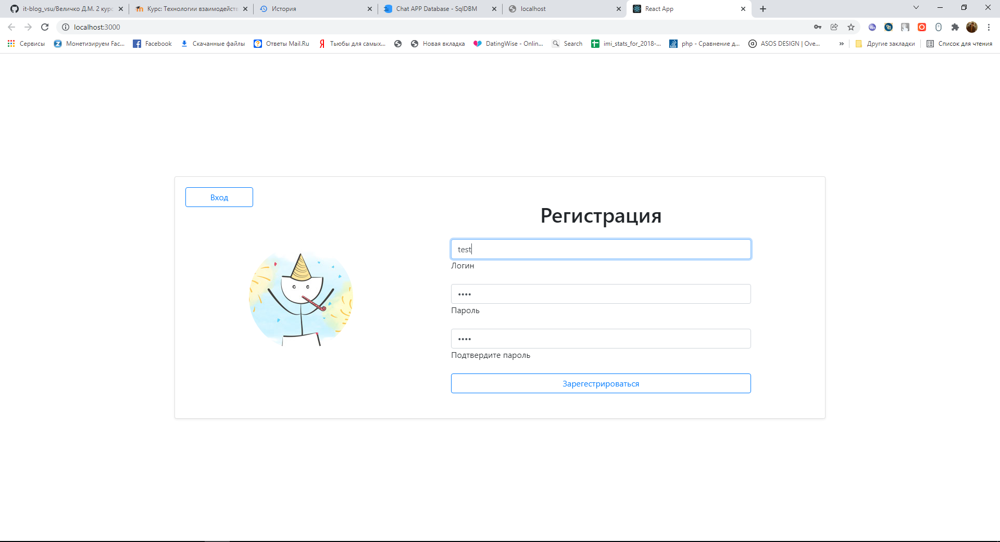 it-blog_vsu/Величко Д.М. 2 курс
Курс: Технологии взаимодейств
История
Chat APP Database - SqlDBM
localhost
React App
localhost:3000
Сервисы
Монетизируем Fac...
Facebook
Скачанные файлы
Ответы Mail.Ru
Тьюбы для самых...
Новая вкладка
DatingWise - Onlin...
Search
imi_stats_for_2018-...
php - Сравнение д...
ASOS DESIGN | Ove...
»
Другие закладки
Список для чтения
Вход
Регистрация
test
Логин
••••
Пароль
••••
Подтвердите пароль
Зарегестрироваться